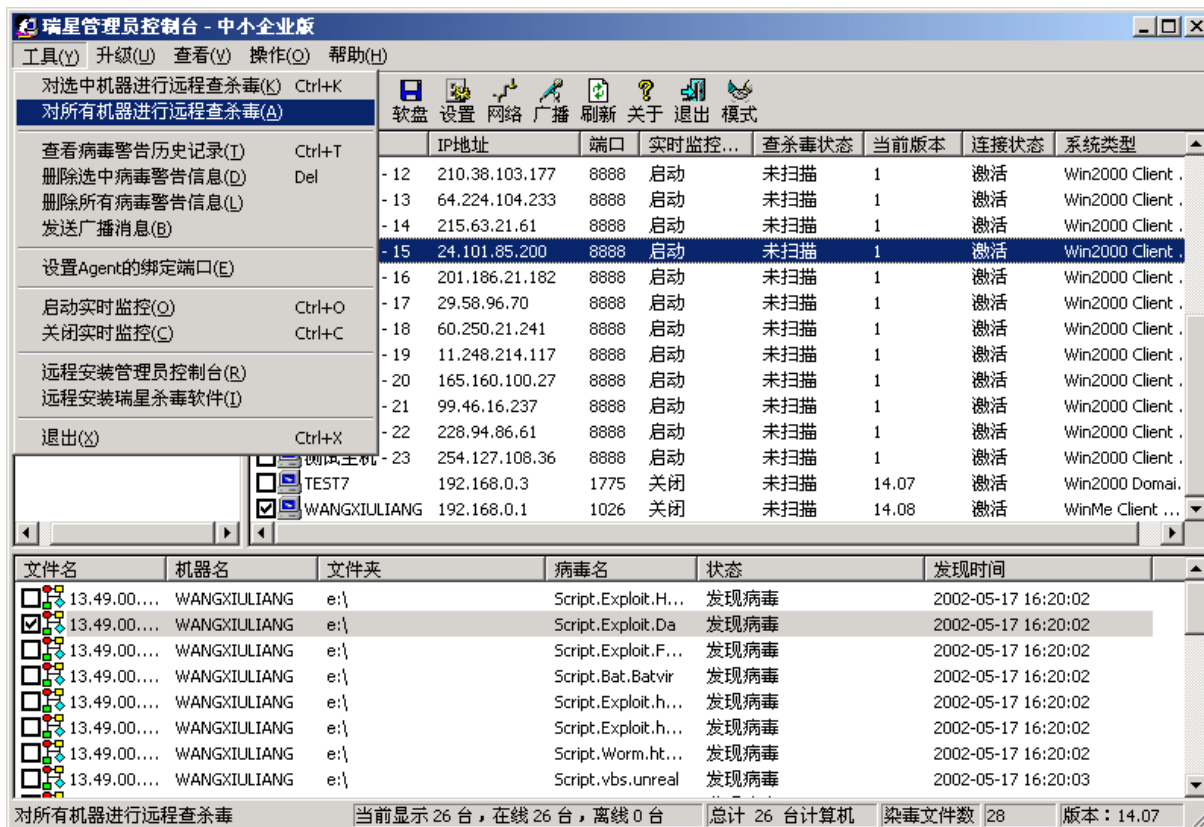 瑞星管理员控制台 - 中小企业版
工具(Y) 升级(U) 查看(V) 操作(O) 帮助(H)
对选中机器进行远程查杀毒(K) Ctrl+K
对所有机器进行远程查杀毒(A)
查看病毒警告历史记录(T) Ctrl+T
删除选中病毒警告信息(D) Del
删除所有病毒警告信息(L)
发送广播消息(B)
设置Agent的绑定端口(E)
启动实时监控(O) Ctrl+O
关闭实时监控(C) Ctrl+C
远程安装管理员控制台(R)
远程安装瑞星杀毒软件(I)
退出(X) Ctrl+X
软盘 设置 网络 广播 刷新 关于 退出 模式
IP地址 端口 实时监控... 查杀毒状态 当前版本 连接状态 系统类型
- 12 210.38.103.177 8888 启动 未扫描 1 激活 Win2000 Client .
- 13 64.224.104.233 8888 启动 未扫描 1 激活 Win2000 Client .
- 14 215.63.21.61 8888 启动 未扫描 1 激活 Win2000 Client .
- 15 24.101.85.200 8888 启动 未扫描 1 激活 Win2000 Client .
- 16 201.186.21.182 8888 启动 未扫描 1 激活 Win2000 Client .
- 17 29.58.96.70 8888 启动 未扫描 1 激活 Win2000 Client .
- 18 60.250.21.241 8888 启动 未扫描 1 激活 Win2000 Client .
- 19 11.248.214.117 8888 启动 未扫描 1 激活 Win2000 Client .
- 20 165.160.100.27 8888 启动 未扫描 1 激活 Win2000 Client .
- 21 99.46.16.237 8888 启动 未扫描 1 激活 Win2000 Client .
- 22 228.94.86.61 8888 启动 未扫描 1 激活 Win2000 Client .
测试主机 - 23 254.127.108.36 8888 启动 未扫描 1 激活 Win2000 Client .
TEST7 192.168.0.3 1775 关闭 未扫描 14.07 激活 Win2000 Domai.
WANGXIULIANG 192.168.0.1 1026 关闭 未扫描 14.08 激活 WinMe Client ...
文件名 机器名 文件夹 病毒名 状态 发现时间
13.49.00.... WANGXIULIANG e:\ Script.Exploit.H... 发现病毒 2002-05-17 16:20:02
13.49.00.... WANGXIULIANG e:\ Script.Exploit.Da 发现病毒 2002-05-17 16:20:02
13.49.00.... WANGXIULIANG e:\ Script.Exploit.F... 发现病毒 2002-05-17 16:20:02
13.49.00.... WANGXIULIANG e:\ Script.Bat.Batvir 发现病毒 2002-05-17 16:20:02
13.49.00.... WANGXIULIANG e:\ Script.Exploit.h... 发现病毒 2002-05-17 16:20:02
13.49.00.... WANGXIULIANG e:\ Script.Exploit.h... 发现病毒 2002-05-17 16:20:02
13.49.00.... WANGXIULIANG e:\ Script.Worm.ht... 发现病毒 2002-05-17 16:20:02
13.49.00.... WANGXIULIANG e:\ Script.vbs.unreal 发现病毒 2002-05-17 16:20:03
对所有机器进行远程查杀毒 当前显示 26 台，在线 26 台，离线 0 台 总计 26 台计算机 染毒文件数 28 版本：14.07